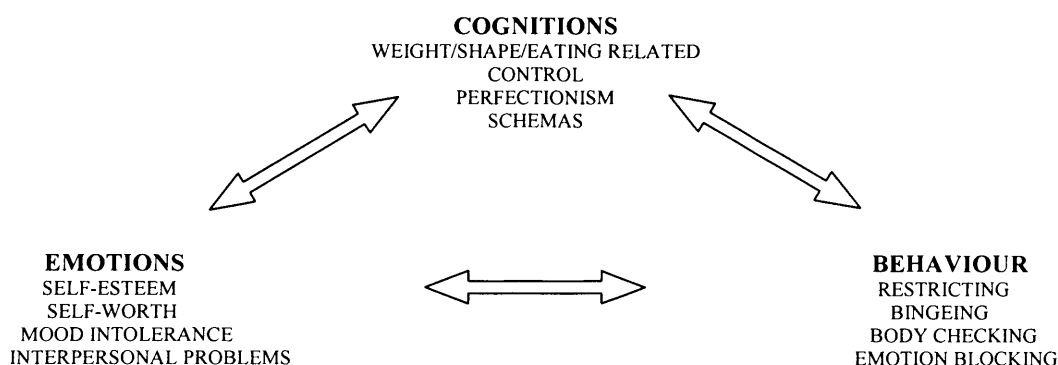 COGNITIONS
WEIGHT/SHAPE/EATING RELATED
CONTROL
PERFECTIONISM
SCHEMAS
EMOTIONS
SELF-ESTEEM
SELF-WORTH
MOOD INTOLERANCE
INTERPERSONAL PROBLEMS
BEHAVIOUR
RESTRICTING
BINGEING
BODY CHECKING
EMOTION BLOCKING